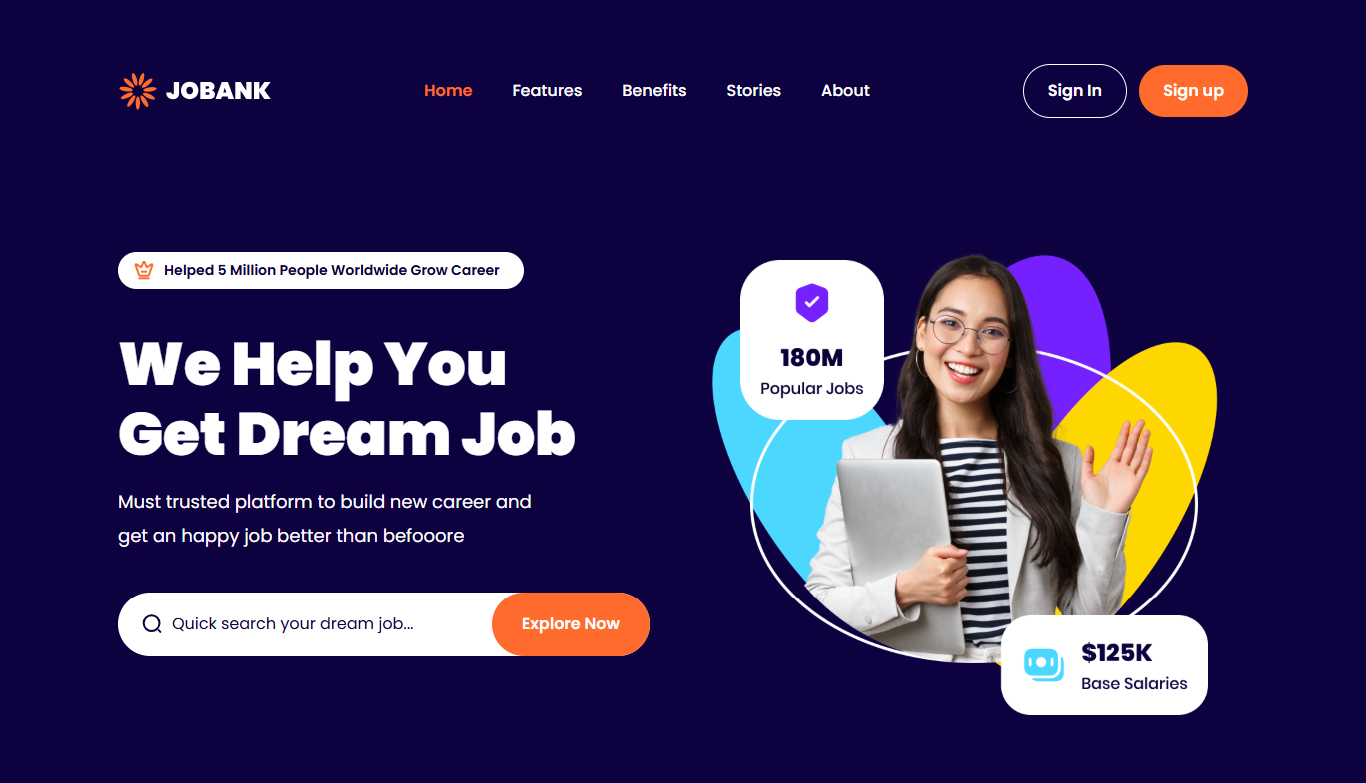 JOBANK
Home
Features
Benefits
Stories
About
Sign In
Sign up
Helped 5 Million People Worldwide Grow Career
We Help You
Get Dream Job
Must trusted platform to build new career and
get an happy job better than befooore
Quick search your dream job...
Explore Now
180M
Popular Jobs
$125K
Base Salaries